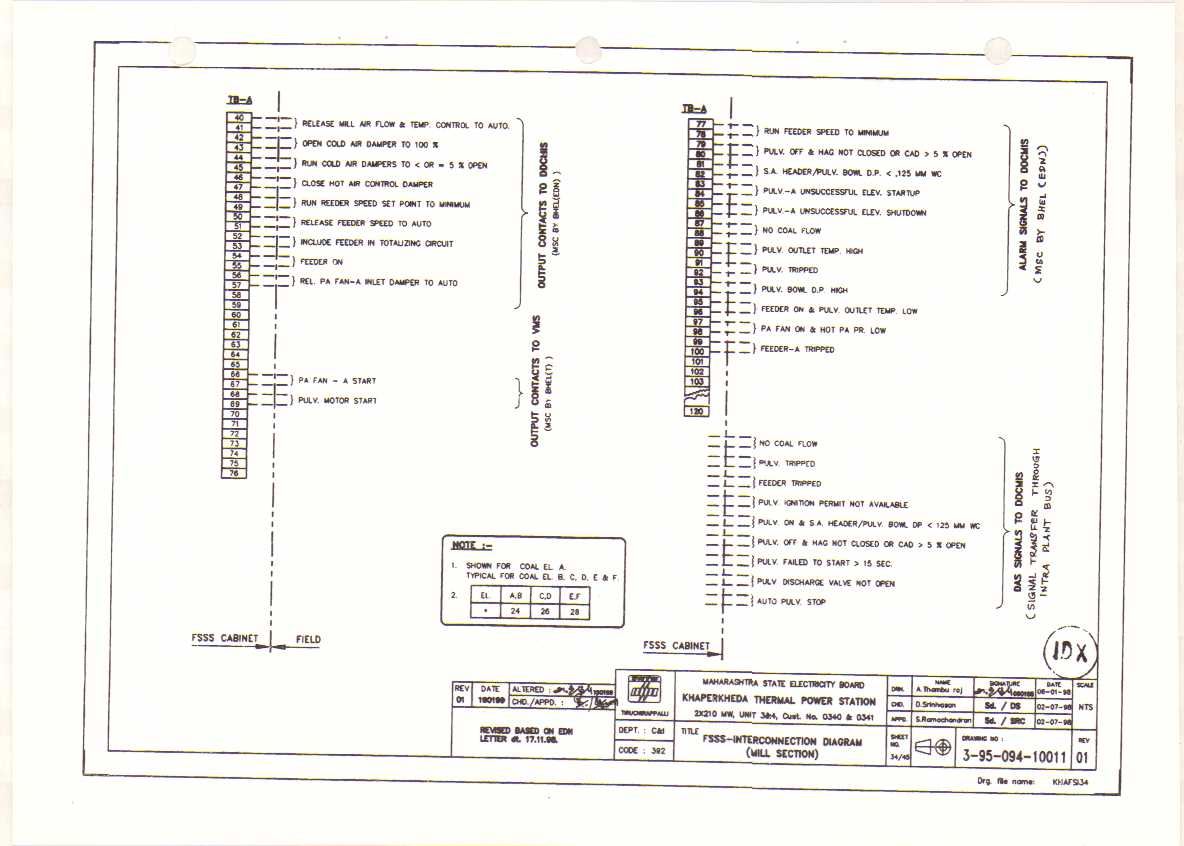 TB-A
40
41
} RELEASE MILL AIR FLOW & TEMP. CONTROL TO AUTO.
42
43
} OPEN COLD AIR DAMPER TO 100 %
44
45
} RUN COLD AIR DAMPERS TO < OR = 5 % OPEN
46
47
} CLOSE HOT AIR CONTROL DAMPER
48
49
} RUN REEDER SPEED SET POINT TO MINIMUM
50
51
} RELEASE FEEDER SPEED TO AUTO
52
53
} INCLUDE FEEDER IN TOTALIZING CIRCUIT
54
55
} FEEDER ON
56
57
} REL. PA FAN-A INLET DAMPER TO AUTO
58
59
60
61
62
63
64
65
66
67
} PA FAN - A START
68
69
} PULV. MOTOR START
70
71
72
73
74
75
76
OUTPUT CONTACTS TO DDCMIS
(MSC BY BHEL(EDN) )
OUTPUT CONTACTS TO VMS
(MSC BY BHEL(T) )
FSSS CABINET
FIELD
TB-A
77
78
} RUN FEEDER SPEED TO MINIMUM
79
80
} PULV. OFF & HAG NOT CLOSED OR CAD > 5 % OPEN
81
82
} S.A. HEADER/PULV. BOWL D.P. < ,125 MM WC
83
84
} PULV.-A UNSUCCESSFUL ELEV. STARTUP
85
86
} PULV.-A UNSUCCESSFUL ELEV. SHUTDOWN
87
88
} NO COAL FLOW
89
90
} PULV. OUTLET TEMP. HIGH
91
92
} PULV. TRIPPED
93
94
} PULV. BOWL D.P. HIGH
95
96
} FEEDER ON & PULV. OUTLET TEMP. LOW
97
98
} PA FAN ON & HOT PA PR. LOW
99
100
} FEEDER-A TRIPPED
101
102
103
120
ALARM SIGNALS TO DDCMIS
(MSC BY BHEL (EDN))
} NO COAL FLOW
} PULV. TRIPPED
} FEEDER TRIPPED
} PULV. IGNITION PERMIT NOT AVAILABLE
} PULV. ON & S.A. HEADER/PULV. BOWL DP < 125 MM WC
} PULV. OFF & HAG NOT CLOSED OR CAD > 5 % OPEN
} PULV. FAILED TO START > 15 SEC.
} PULV DISCHARGE VALVE NOT OPEN
} AUTO PULV. STOP
DAS SIGNALS TO DDCMIS
(SIGNAL TRANSFER THROUGH
INTRA PLANT BUS)
FSSS CABINET
NOTE :-
1. SHOWN FOR COAL EL. A.
TYPICAL FOR COAL EL. B, C, D, E & F.
2. EL. A,B C,D E,F
* 24 26 28
IDX
REV DATE ALTERED :
01 190199 CHD./APPD. :
REVISED BASED ON EDN
LETTER dt. 17.11.98.
TIRUCHIRAPPALLI
DEPT. : C&I
CODE : 392
MAHARASHTRA STATE ELECTRICITY BOARD
KHAPERKHEDA THERMAL POWER STATION
2X210 MW, UNIT 3&4, Cust. No. 0340 & 0341
TITLE
FSSS-INTERCONNECTION DIAGRAM
(MILL SECTION)
NAME SIGNATURE DATE SCALE
DRN. A.Thambu raj 06-01-98
CHD. D.Srinivasan Sd. / DS 02-07-98 NTS
APPD. S.Ramachandran Sd. / SRC 02-07-98
SHEET NO. 34/45
DRAWING NO :
3-95-094-10011
REV
01
Drg. file name: KHAFSI34